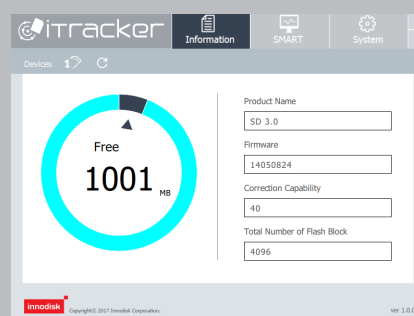 iTracker
Information
SMART
System
Devices 1
Free
1001 MB
Product Name
SD 3.0
Firmware
14050824
Correction Capability
40
Total Number of Flash Block
4096
innodisk
Copyright© 2017 Innodisk Corporation.
ver 1.0.0